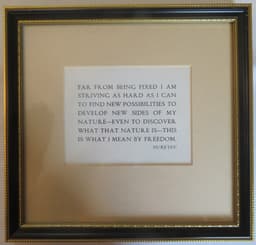 FAR FROM BEING FIXED I AM
STRIVING AS HARD AS I CAN
TO FIND NEW POSSIBILITIES TO
DEVELOP NEW SIDES OF MY
NATURE—EVEN TO DISCOVER
WHAT THAT NATURE IS—THIS
IS WHAT I MEAN BY FREEDOM.